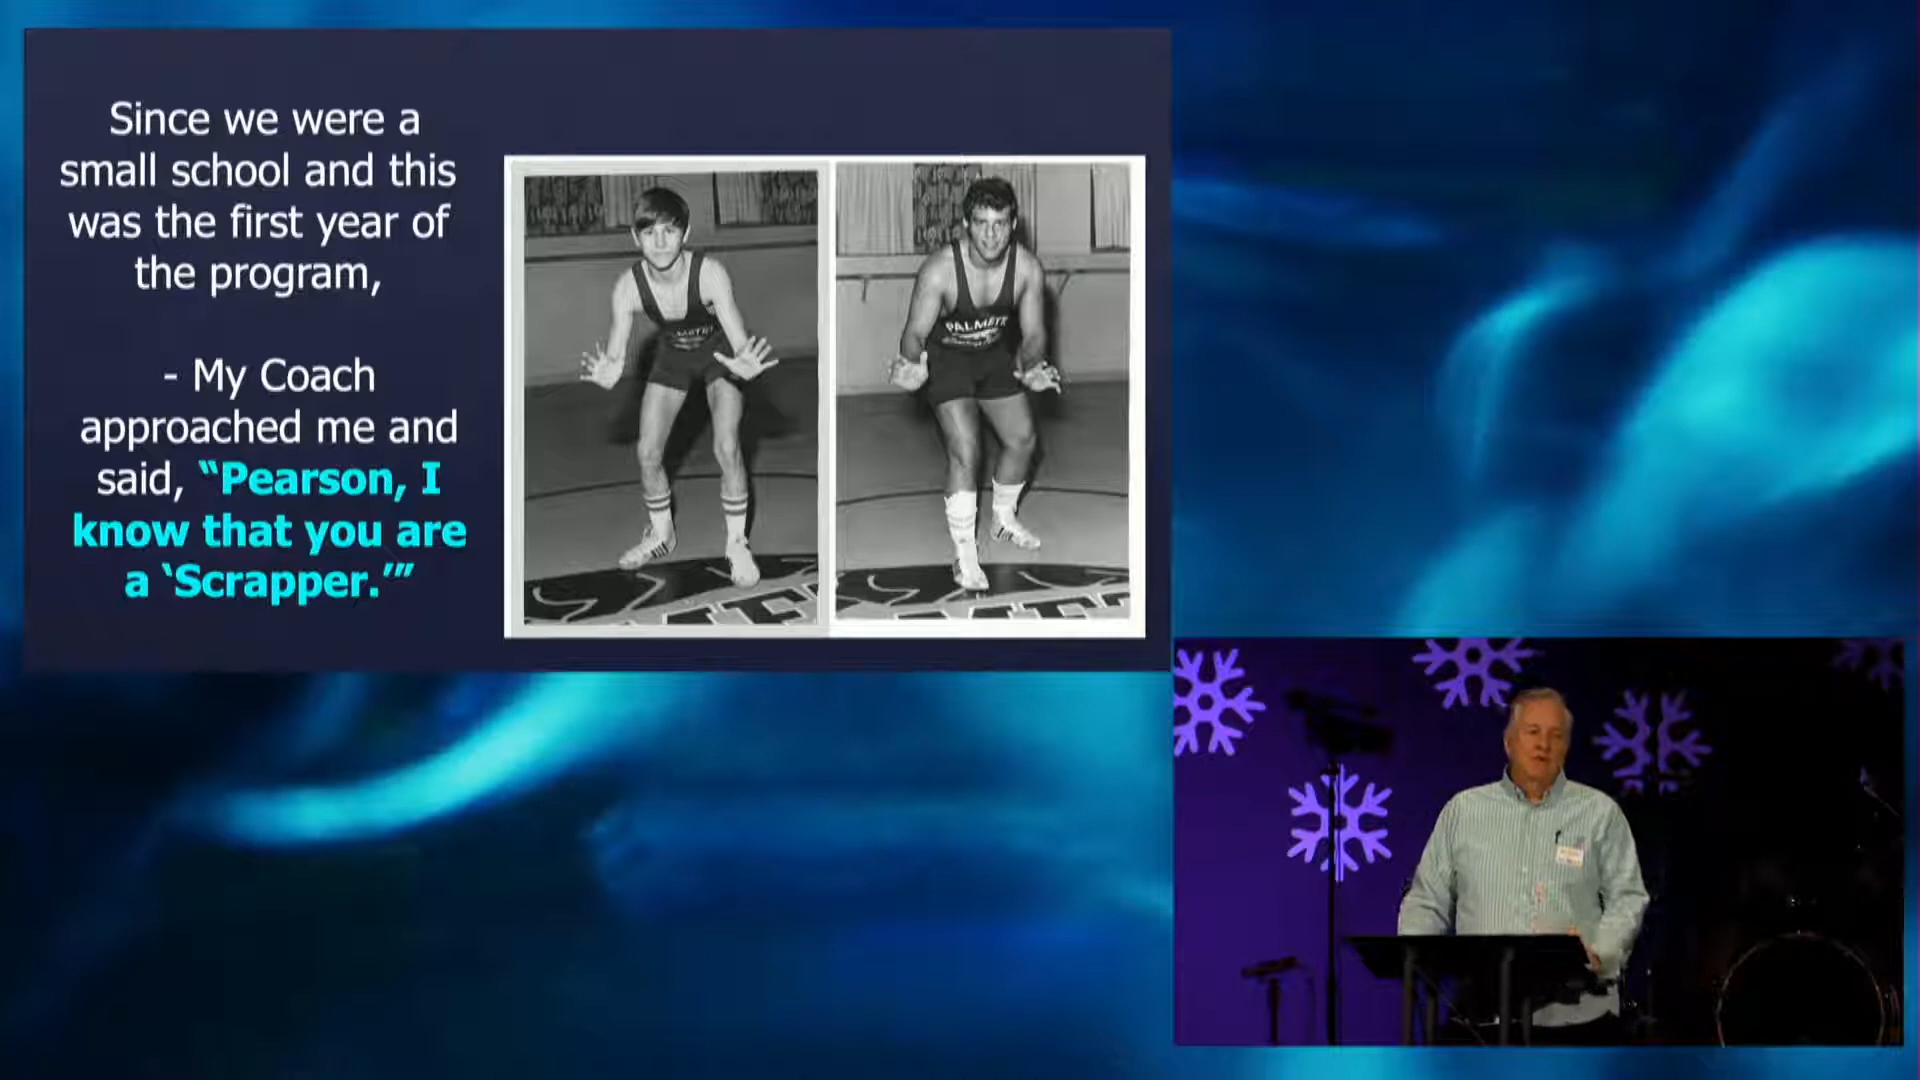 Since we were a
small school and this
was the first year of
the program,
- My Coach
approached me and
said, “Pearson, I
know that you are
a ‘Scrapper.’”
PALMETT